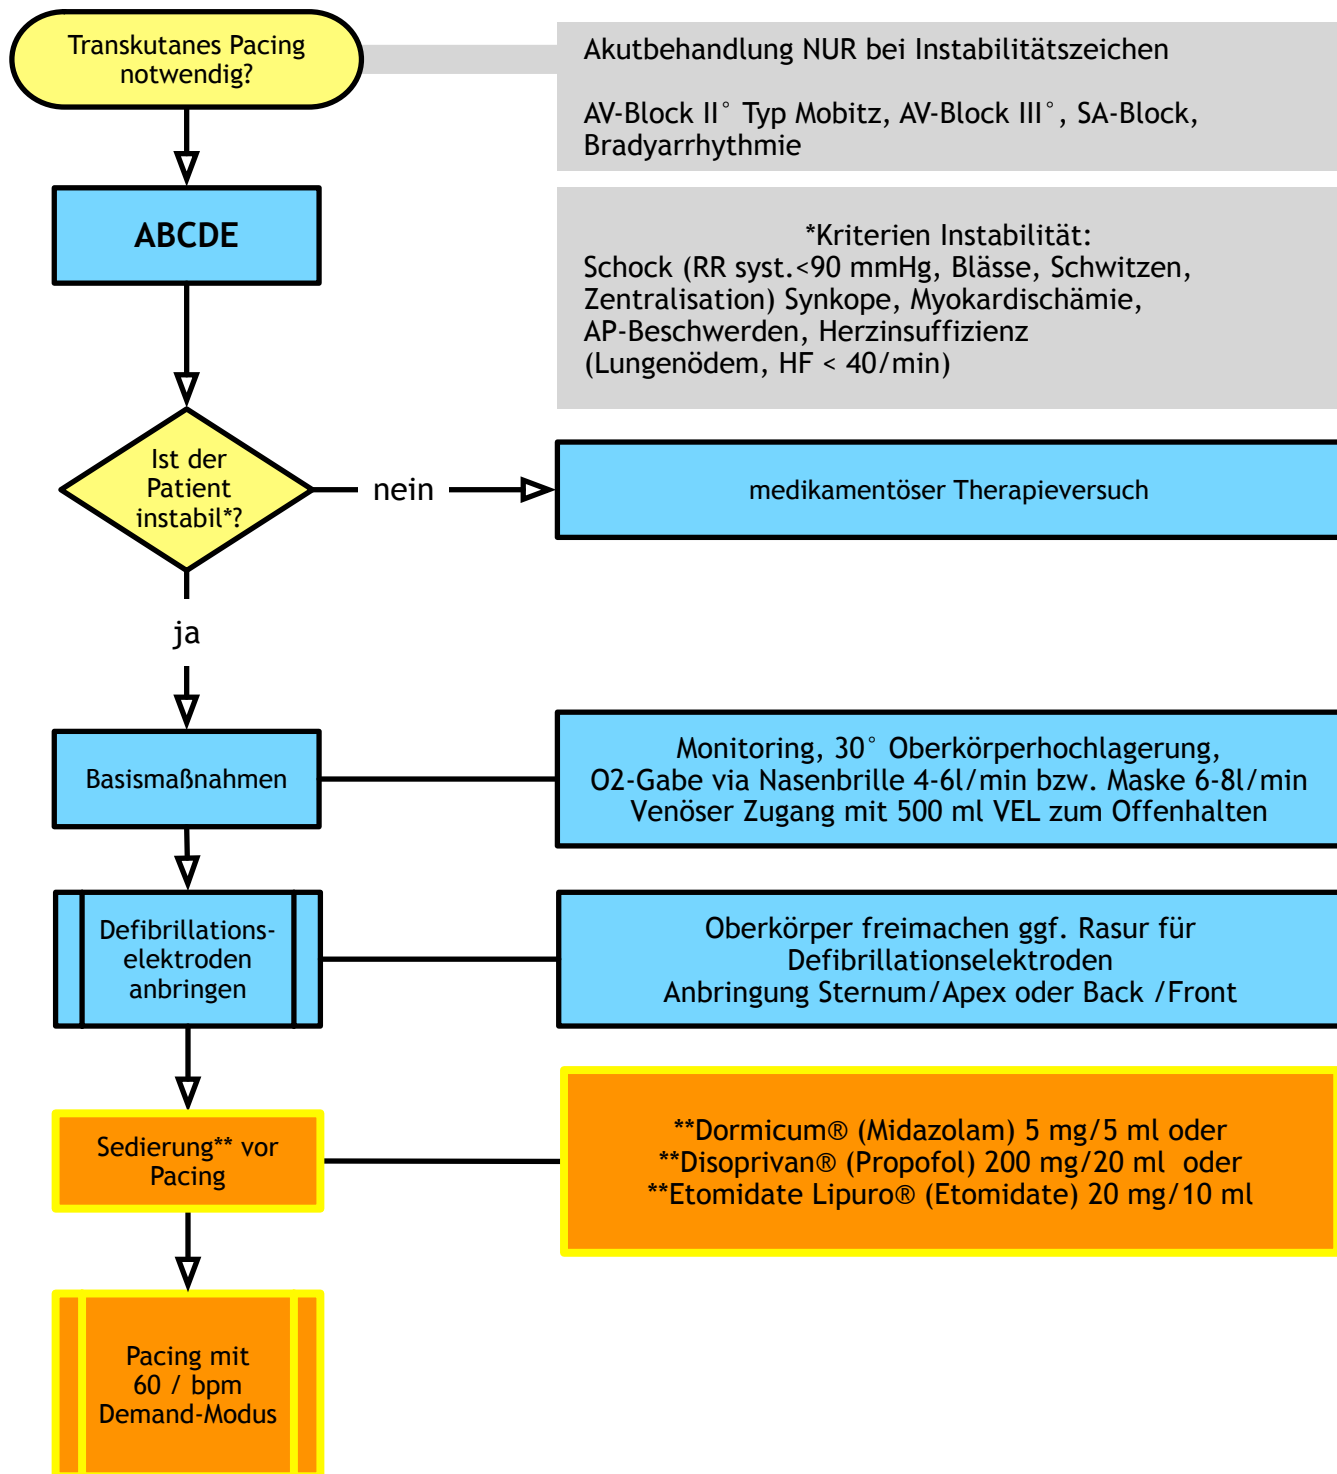 Transkutanes Pacing
notwendig?
Akutbehandlung NUR bei Instabilitätszeichen
AV-Block II° Typ Mobitz, AV-Block III°, SA-Block,
Bradyarrhythmie
ABCDE
*Kriterien Instabilität:
Schock (RR syst.<90 mmHg, Blässe, Schwitzen,
Zentralisation) Synkope, Myokardischämie,
AP-Beschwerden, Herzinsuffizienz
(Lungenödem, HF < 40/min)
Ist der
Patient
instabil*?
nein
medikamentöser Therapieversuch
ja
Basismaßnahmen
Monitoring, 30° Oberkörperhochlagerung,
O2-Gabe via Nasenbrille 4-6l/min bzw. Maske 6-8l/min
Venöser Zugang mit 500 ml VEL zum Offenhalten
Defibrillations-
elektroden
anbringen
Oberkörper freimachen ggf. Rasur für
Defibrillationselektroden
Anbringung Sternum/Apex oder Back /Front
Sedierung** vor
Pacing
**Dormicum® (Midazolam) 5 mg/5 ml oder
**Disoprivan® (Propofol) 200 mg/20 ml  oder
**Etomidate Lipuro® (Etomidate) 20 mg/10 ml
Pacing mit
60 / bpm
Demand-Modus